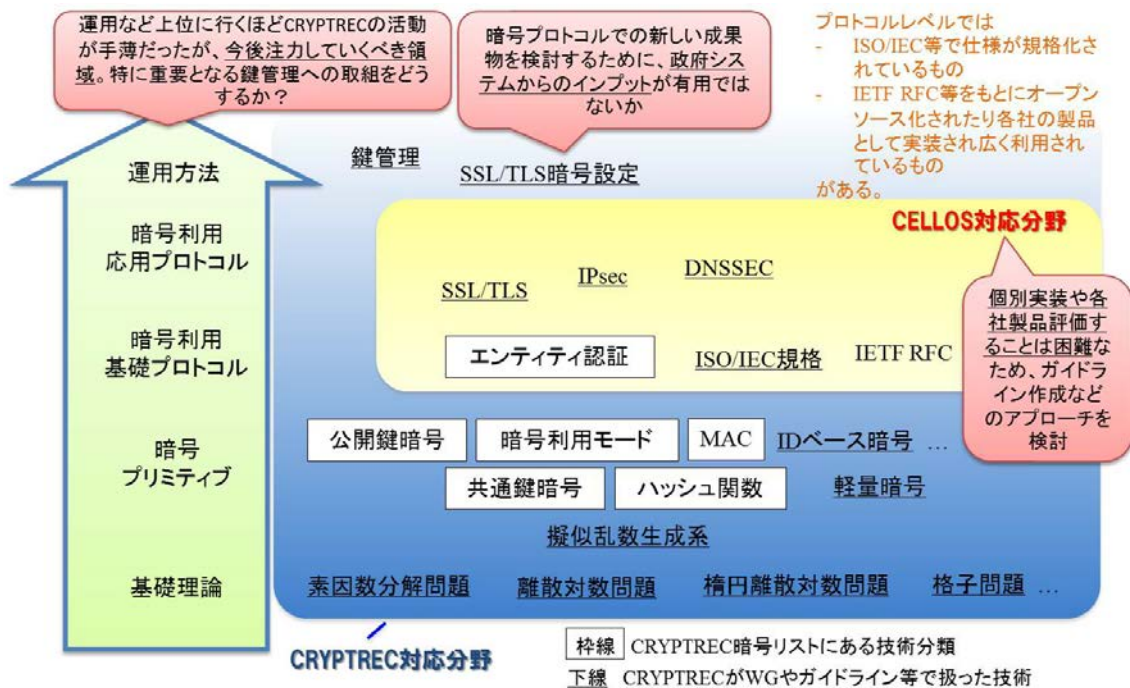 運用など上位に行くほどCRYPTRECの活動
が手薄だったが、今後注力していくべき領
域。特に重要となる鍵管理への取組をどう
するか？
暗号プロトコルでの新しい成果
物を検討するために、政府シス
テムからのインプットが有用では
ないか
プロトコルレベルでは
- ISO/IEC等で仕様が規格化さ
れているもの
- IETF RFC等をもとにオープン
ソース化されたり各社の製品
として実装され広く利用され
ているもの
がある。
運用方法
鍵管理
SSL/TLS暗号設定
CELLOS対応分野
暗号利用
応用プロトコル
SSL/TLS
IPsec
DNSSEC
個別実装や各
社製品評価す
ることは困難な
ため、ガイドラ
イン作成など
のアプローチを
検討
暗号利用
基礎プロトコル
エンティティ認証
ISO/IEC規格
IETF RFC
暗号
プリミティブ
公開鍵暗号
暗号利用モード
MAC
IDベース暗号 …
共通鍵暗号
ハッシュ関数
軽量暗号
擬似乱数生成系
基礎理論
素因数分解問題
離散対数問題
楕円離散対数問題
格子問題 …
CRYPTREC対応分野
枠線 CRYPTREC暗号リストにある技術分類
下線 CRYPTRECがWGやガイドライン等で扱った技術